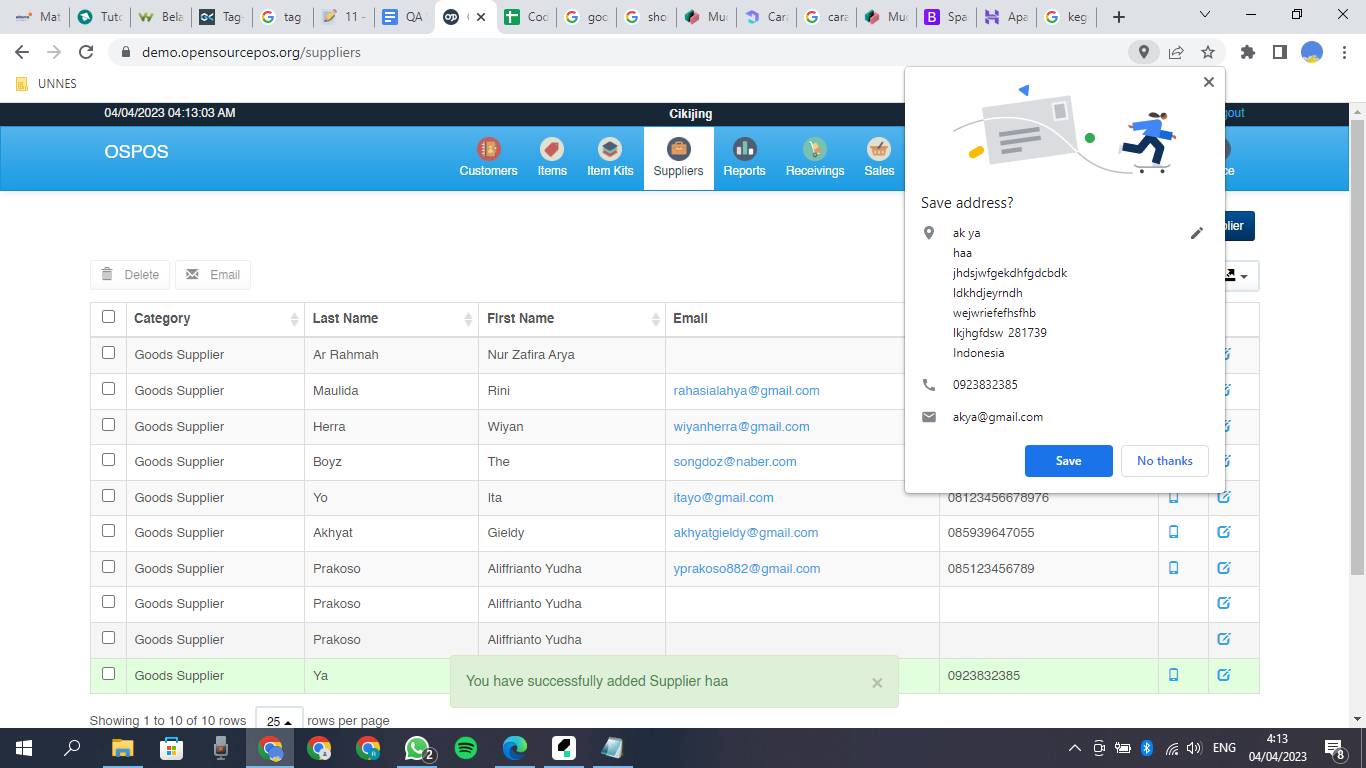 Mat
Tuto
Bela
Tag-
tag
11 -
QA
Cod
goo
sho
Muc
Cara
cara
Muc
Spa
Apa
keg
demo.opensourcepos.org/suppliers
UNNES
04/04/2023 04:13:03 AM
Cikijing
gout
OSPOS
Customers
Items
Item Kits
Suppliers
Reports
Receivings
Sales
ce
Save address?
ak ya
haa
jhdsjwfgekdhfgdcbdk
ldkhdjeyrndh
wejwriefefhsfhb
lkjhgfdsw 281739
Indonesia
0923832385
akya@gmail.com
Save No thanks
plier
Delete Email
Category Last Name First Name Email
Goods Supplier Ar Rahmah Nur Zafira Arya
Goods Supplier Maulida Rini rahasialahya@gmail.com
Goods Supplier Herra Wiyan wiyanherra@gmail.com
Goods Supplier Boyz The songdoz@naber.com
Goods Supplier Yo Ita itayo@gmail.com 08123456678976
Goods Supplier Akhyat Gieldy akhyatgieldy@gmail.com 085939647055
Goods Supplier Prakoso Aliffrianto Yudha yprakoso882@gmail.com 085123456789
Goods Supplier Prakoso Aliffrianto Yudha
Goods Supplier Prakoso Aliffrianto Yudha
Goods Supplier Ya 0923832385
You have successfully added Supplier haa ×
Showing 1 to 10 of 10 rows 25 rows per page
2
ENG
4:13
04/04/2023
8